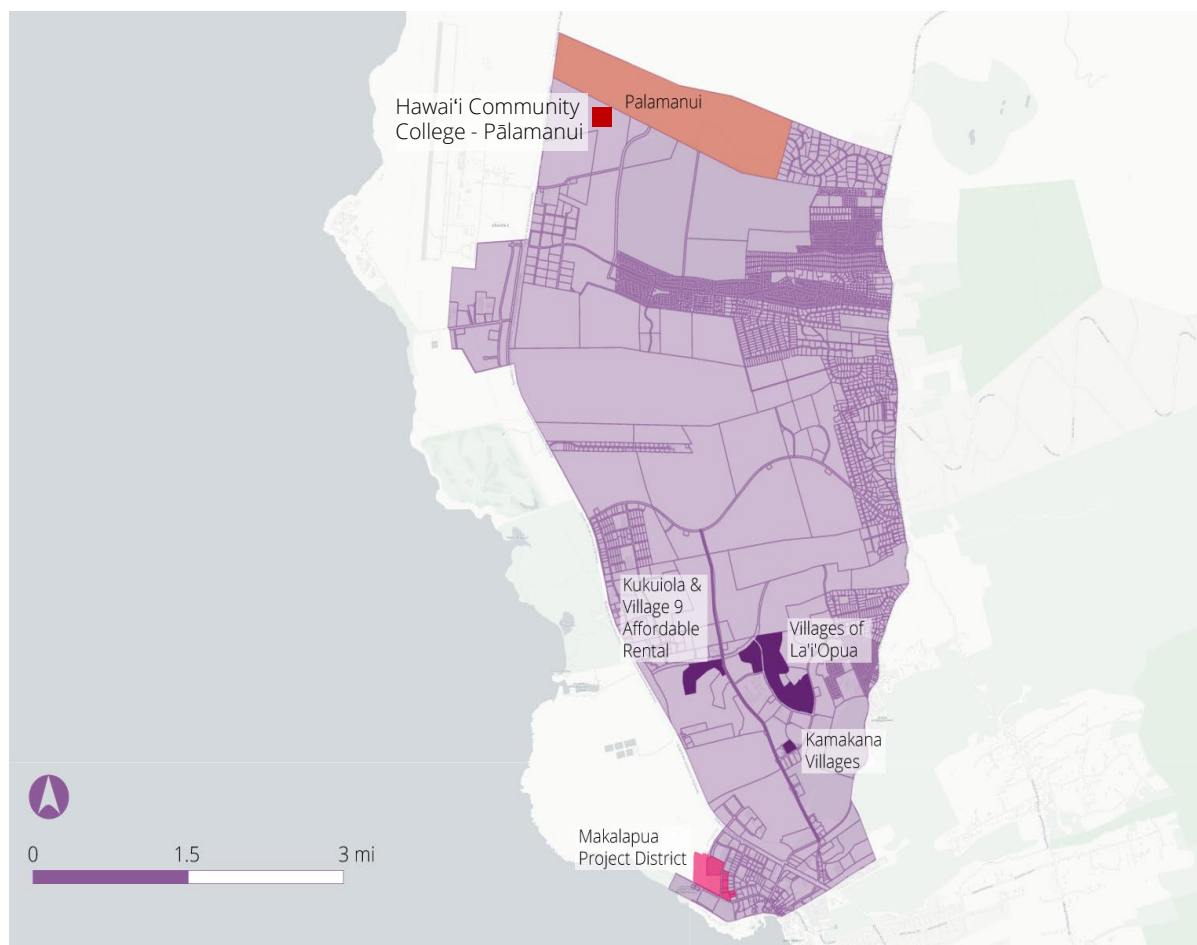 Hawaiʻi Community
College - Pālamanui
Palamanui
Kukuiola &
Village 9
Affordable
Rental
Villages of
La'i'Opua
Kamakana
Villages
Makalapua
Project District
0 1.5 3 mi